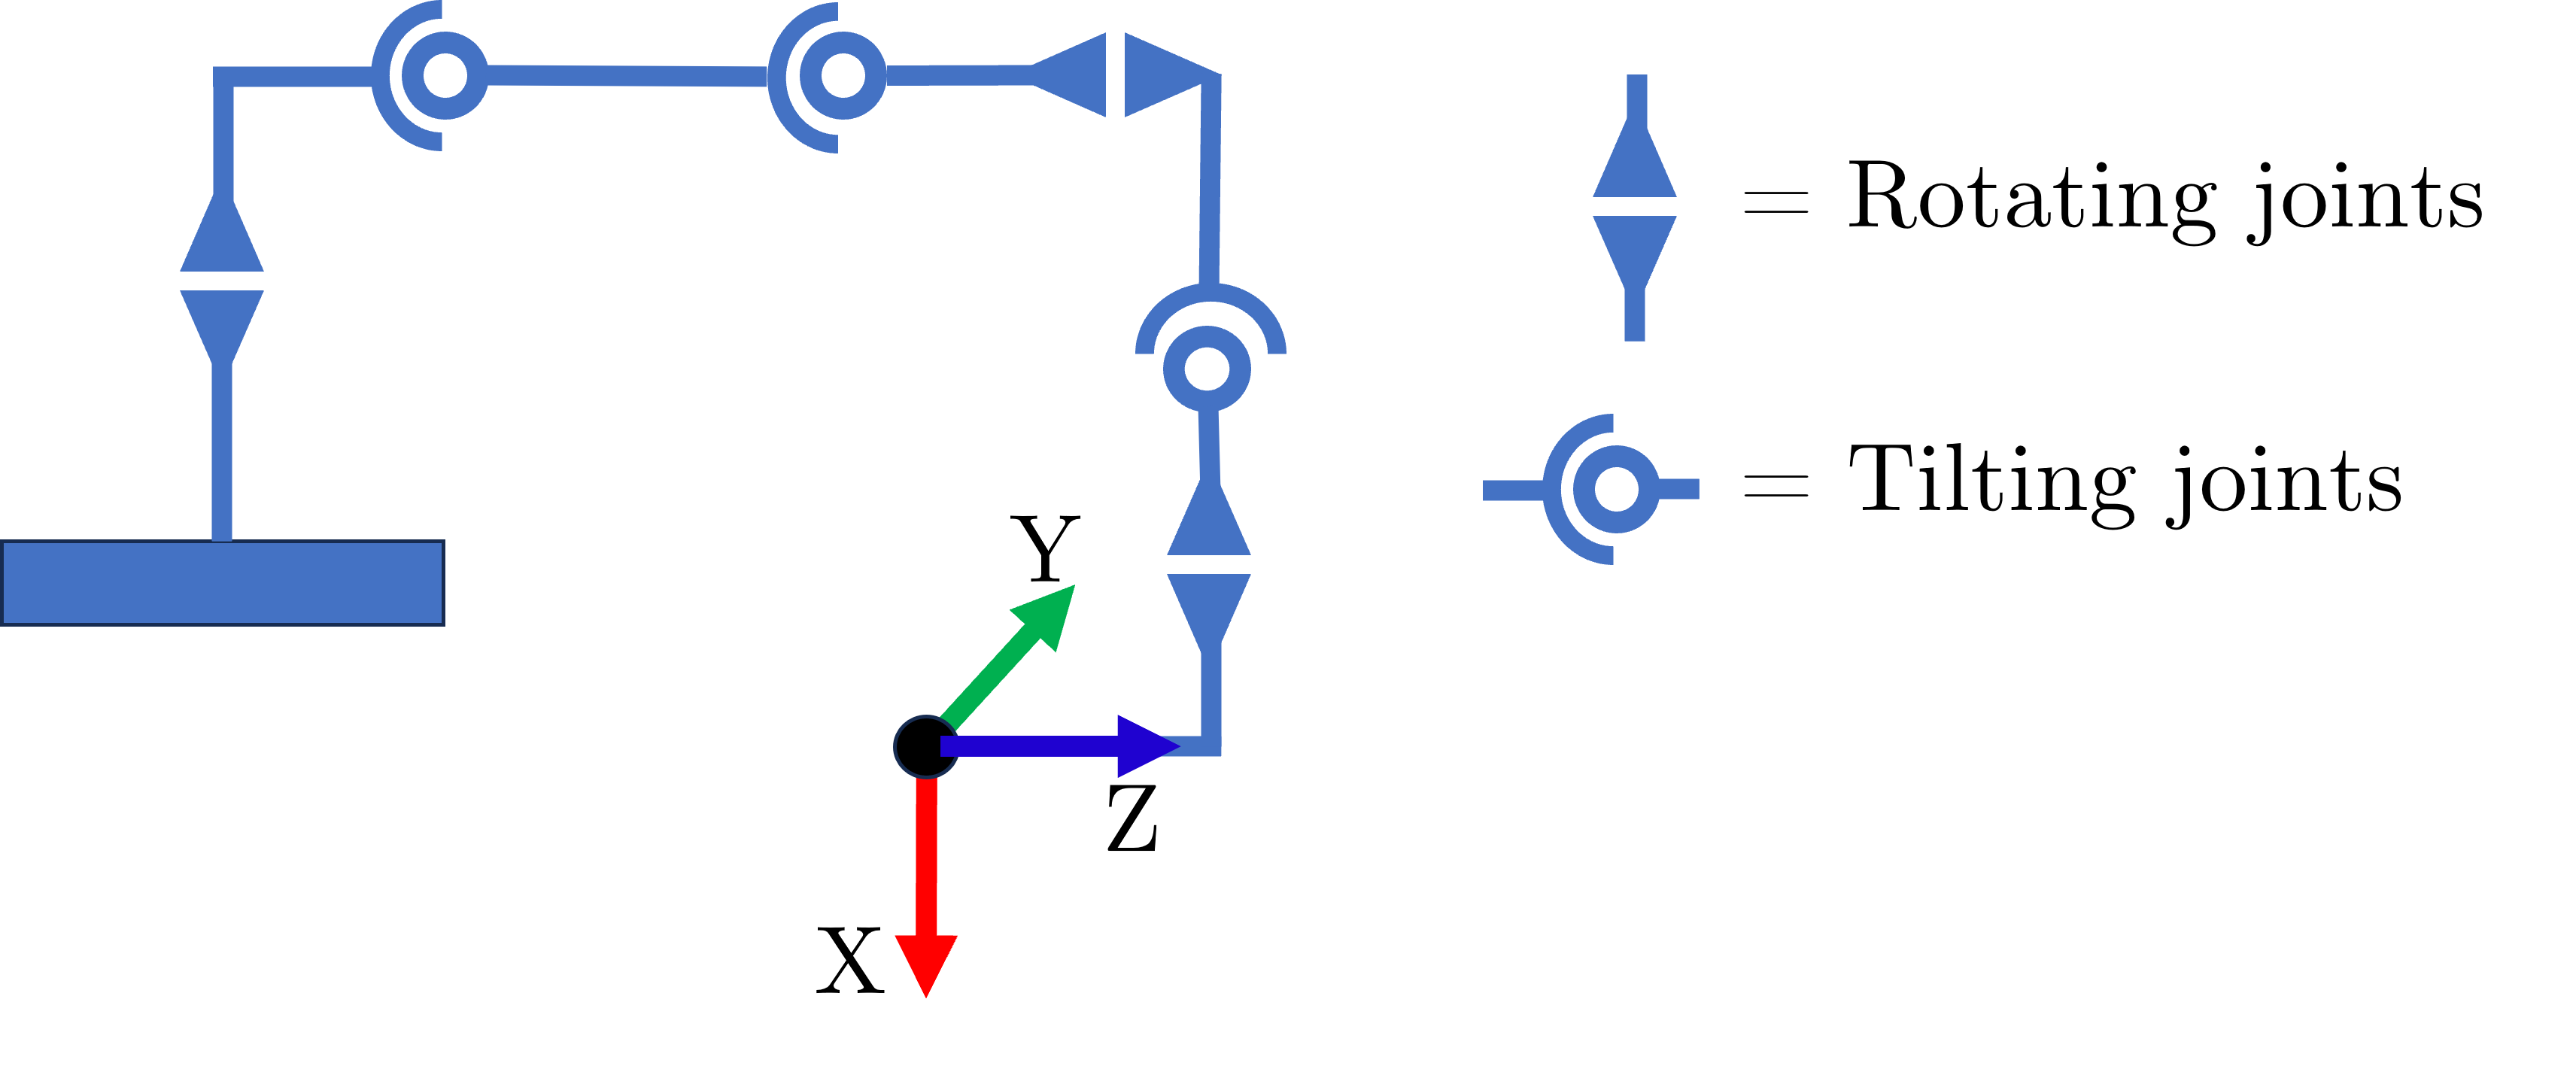 = Rotating joints
= Tilting joints
Y
Z
X